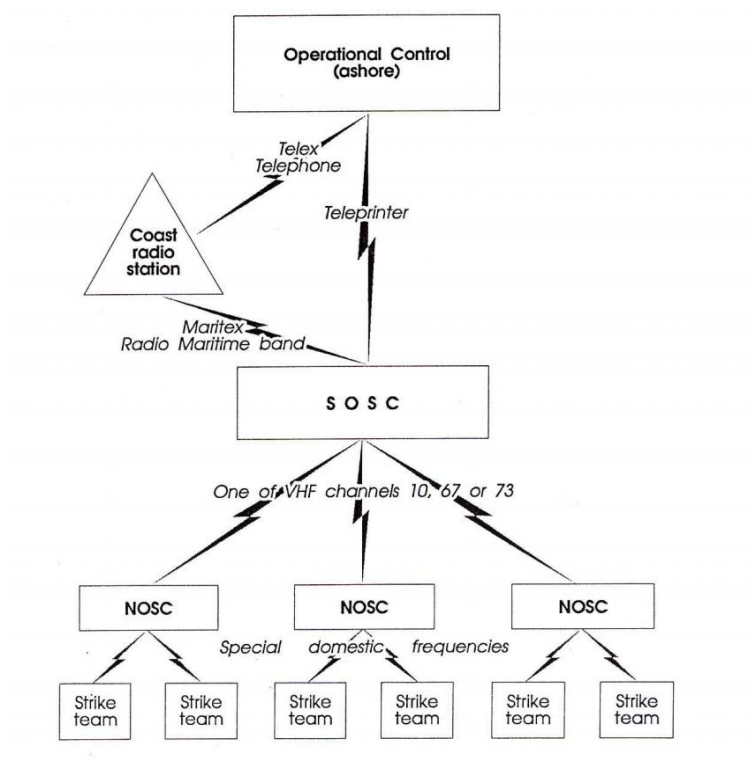 Operational Control
(ashore)
Telex
Telephone
Teleprinter
Coast
radio
station
Maritex
Radio Maritime band
S O S C
One of VHF channels 10, 67 or 73
NOSC
NOSC
NOSC
Special domestic frequencies
Strike
team
Strike
team
Strike
team
Strike
team
Strike
team
Strike
team